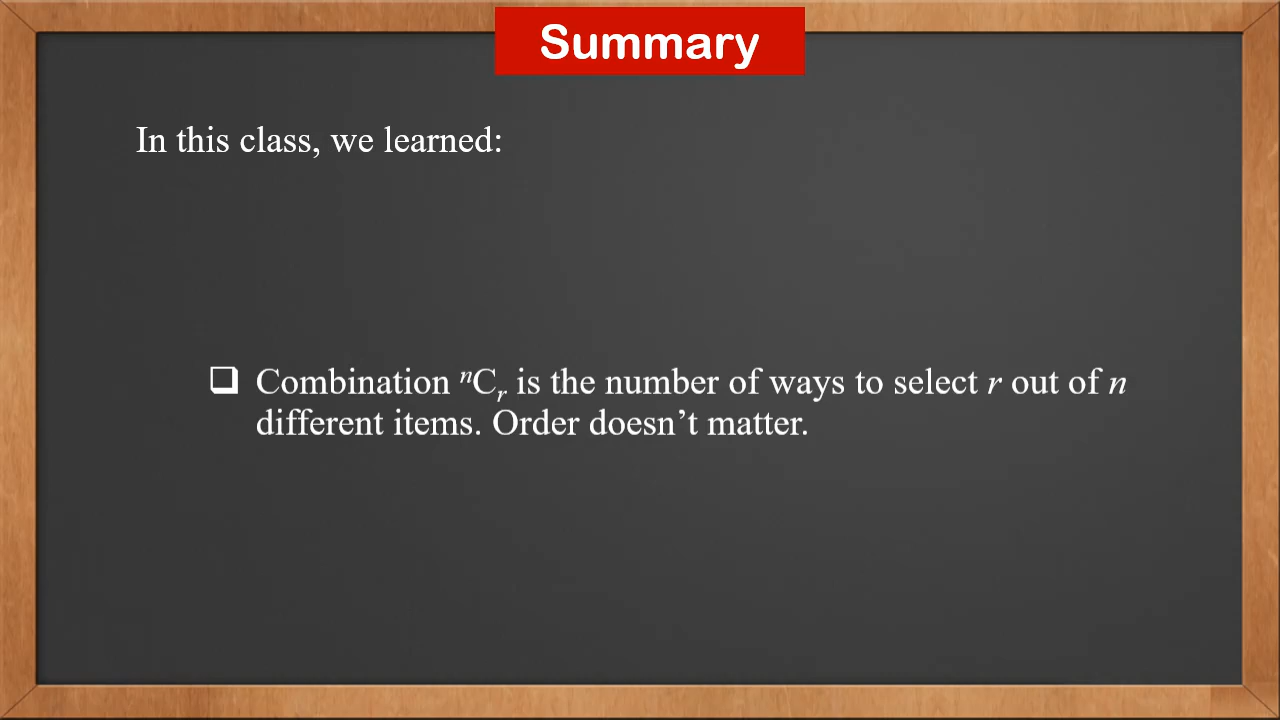 Summary
In this class, we learned:
❑ Combination ⁿCᵣ is the number of ways to select r out of n
different items. Order doesn’t matter.